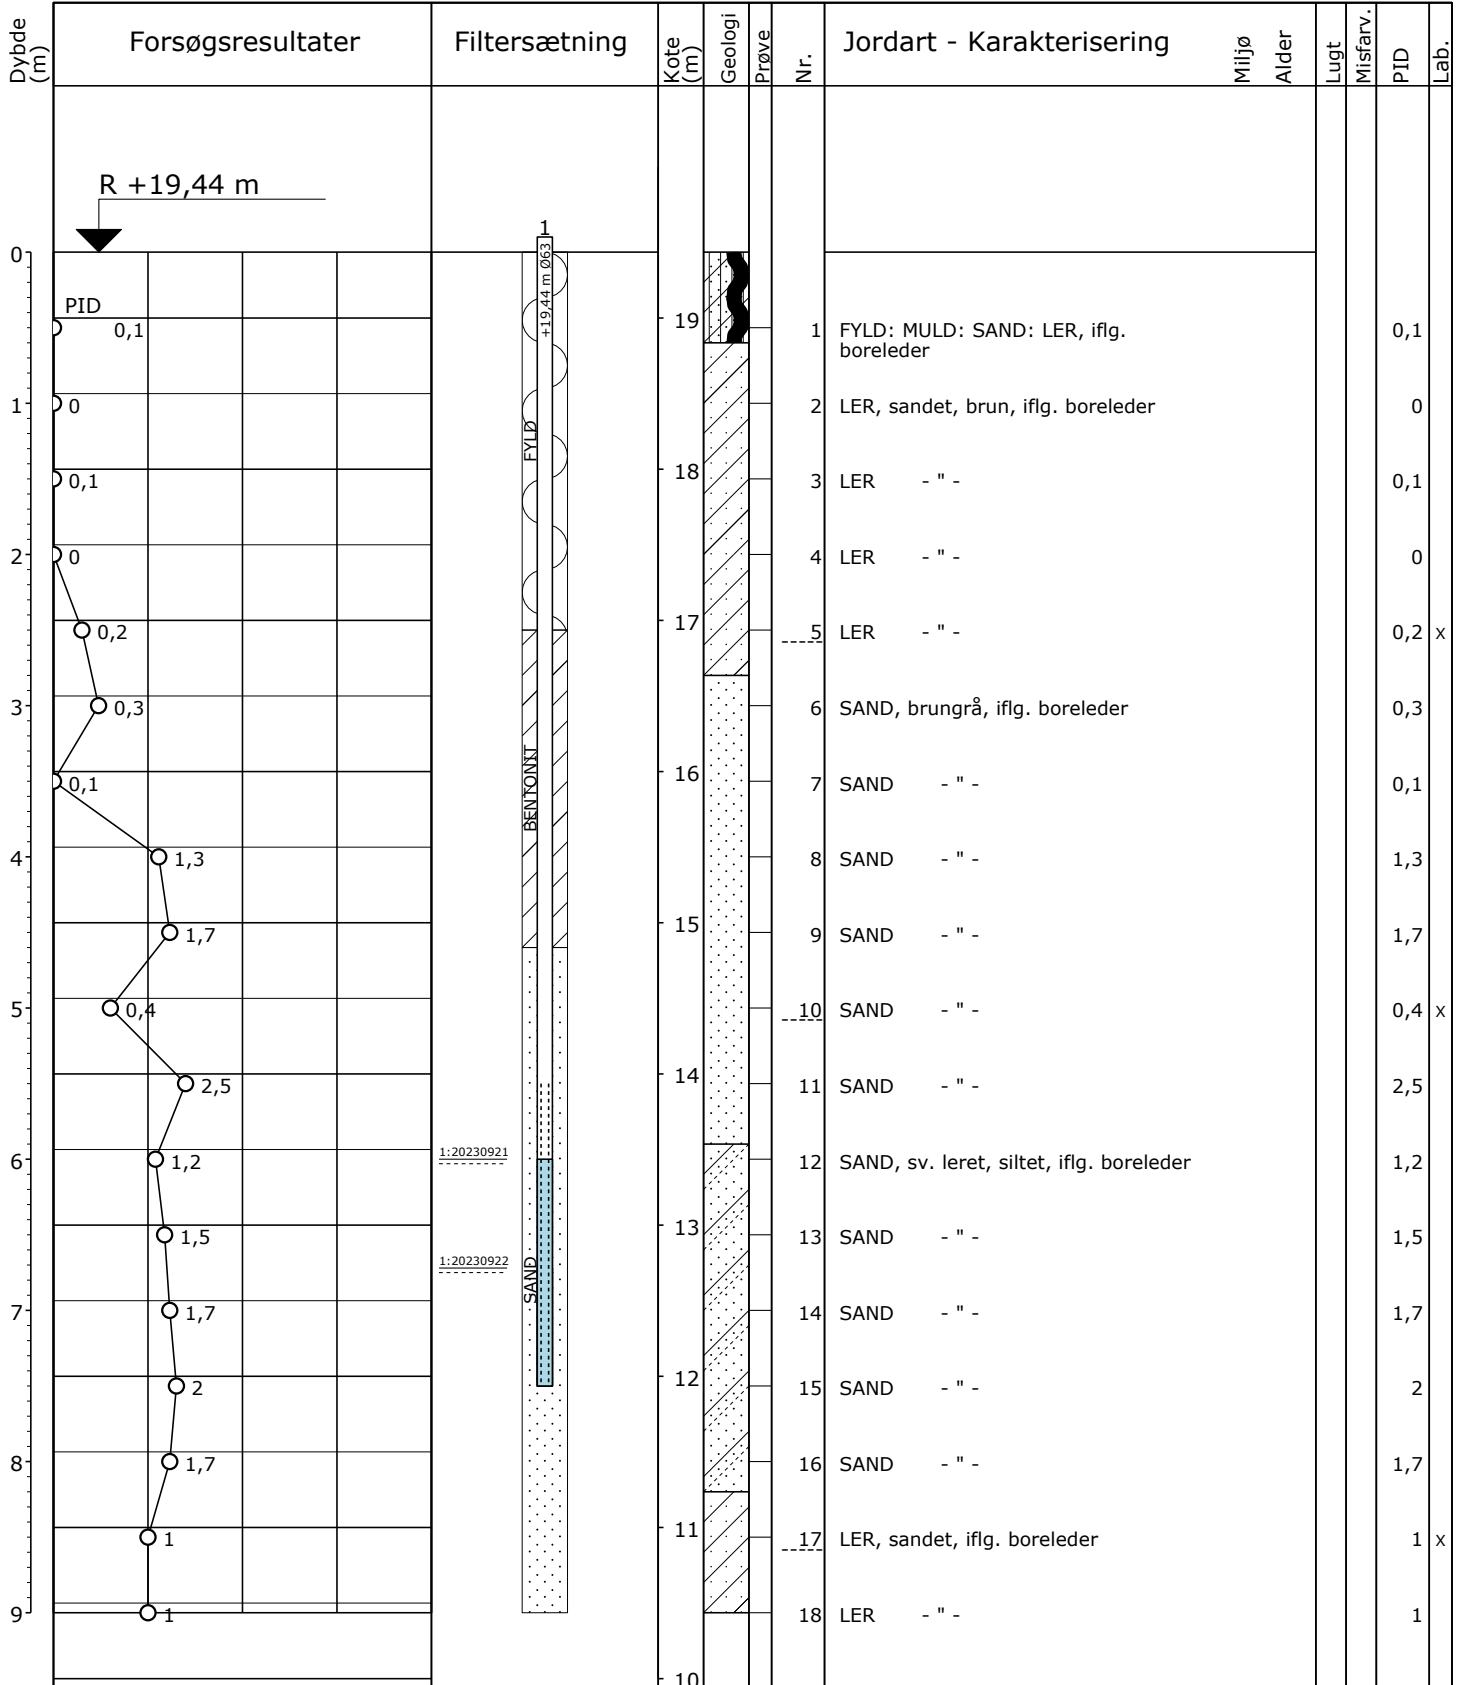 Dybde (m)
Forsøgsresultater
Filtersætning
Kote (m)
Geologi
Prøve
Nr.
Jordart - Karakterisering
Miljø
Alder
Lugt
Misfarv.
PID
Lab.
R +19,44 m
1
+19,44 m Ø63
0
PID
0,1
19
1 FYLD: MULD: SAND: LER, iflg. 0,1
boreleder
1 0 2 LER, sandet, brun, iflg. boreleder 0
FYLD
0,1 18 3 LER - " - 0,1
2 0 4 LER - " - 0
0,2 17 5 LER - " - 0,2 x
3 0,3 6 SAND, brungrå, iflg. boreleder 0,3
0,1 16 7 SAND - " - 0,1
BENTONIT
4 1,3 8 SAND - " - 1,3
1,7 15 9 SAND - " - 1,7
5 0,4 10 SAND - " - 0,4 x
2,5 14 11 SAND - " - 2,5
1:20230921
6 1,2 12 SAND, sv. leret, siltet, iflg. boreleder 1,2
1,5 13 13 SAND - " - 1,5
1:20230922
SAND
7 1,7 14 SAND - " - 1,7
2 12 15 SAND - " - 2
8 1,7 16 SAND - " - 1,7
1 11 17 LER, sandet, iflg. boreleder 1 x
9 1 18 LER - " - 1
10